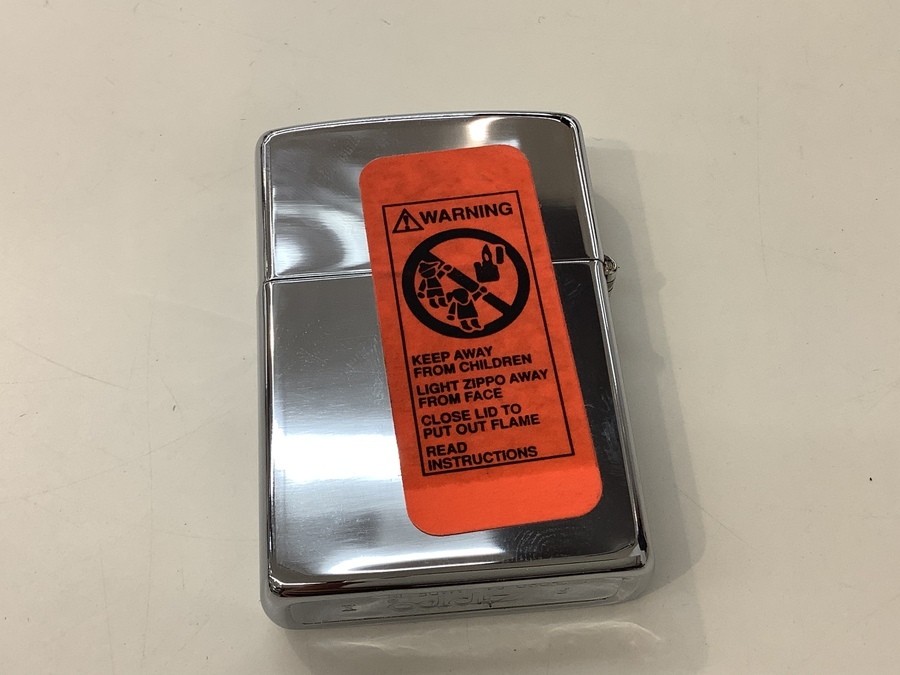 WARNING
KEEP AWAY
FROM CHILDREN
LIGHT ZIPPO AWAY
FROM FACE
CLOSE LID TO
PUT OUT FLAME
READ
INSTRUCTIONS